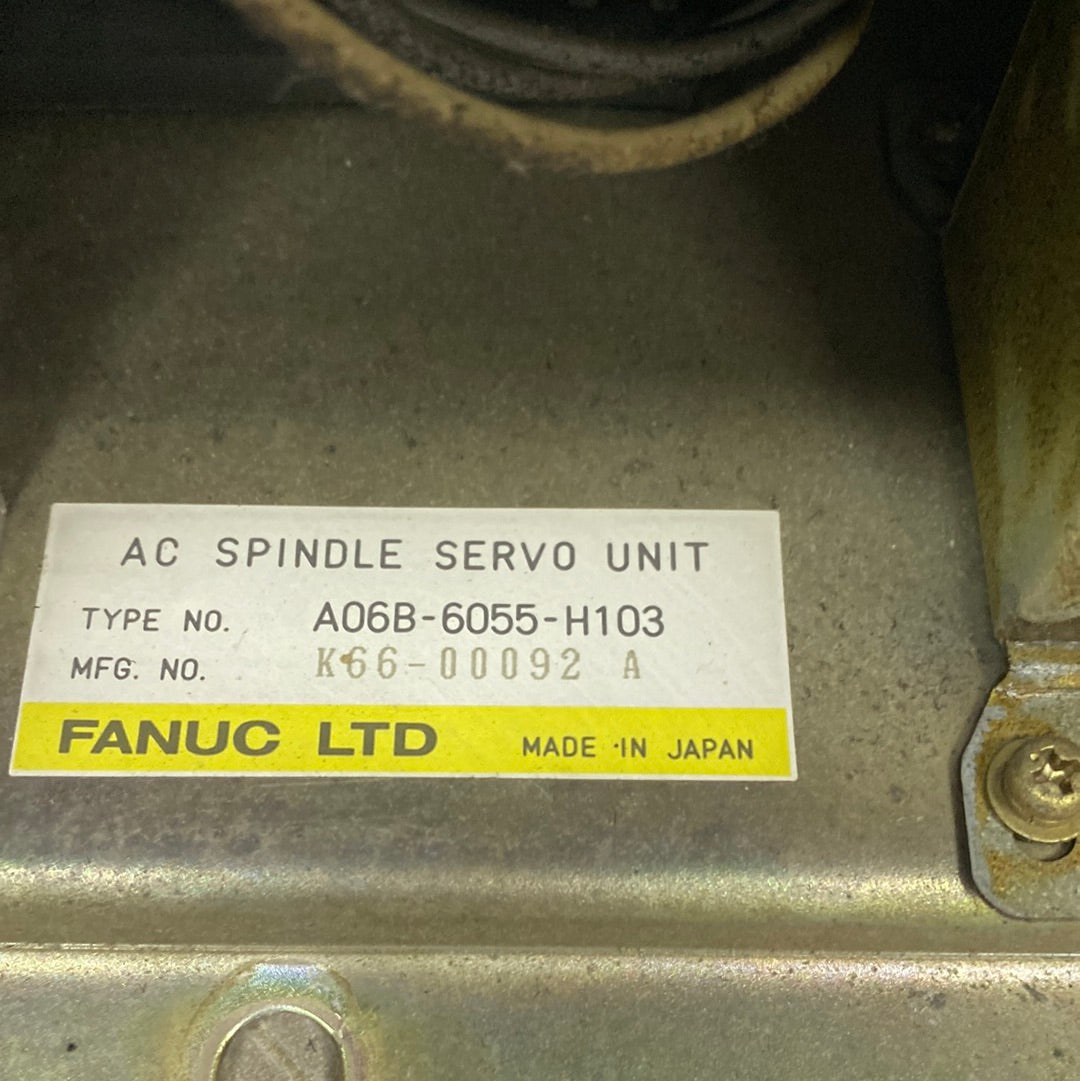 AC SPINDLE SERVO UNIT
TYPE NO. A06B-6055-H103
MFG. NO. K66-00092 A
FANUC LTD MADE IN JAPAN